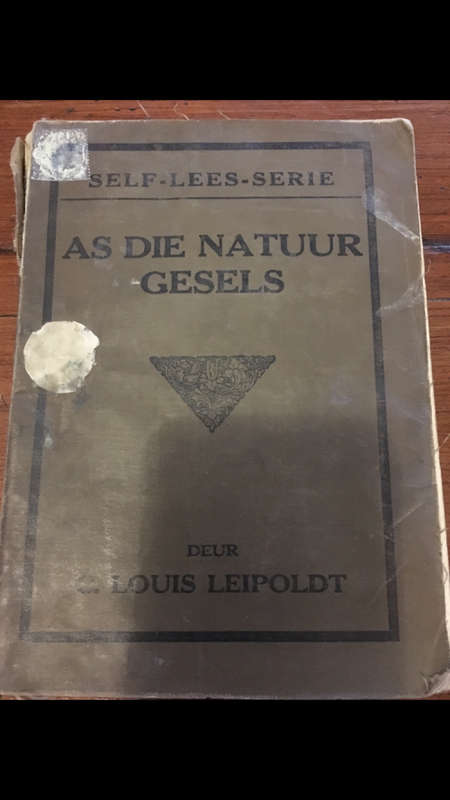 SELF-LEES-SERIE
AS DIE NATUUR
GESELS
DEUR
C. LOUIS LEIPOLDT